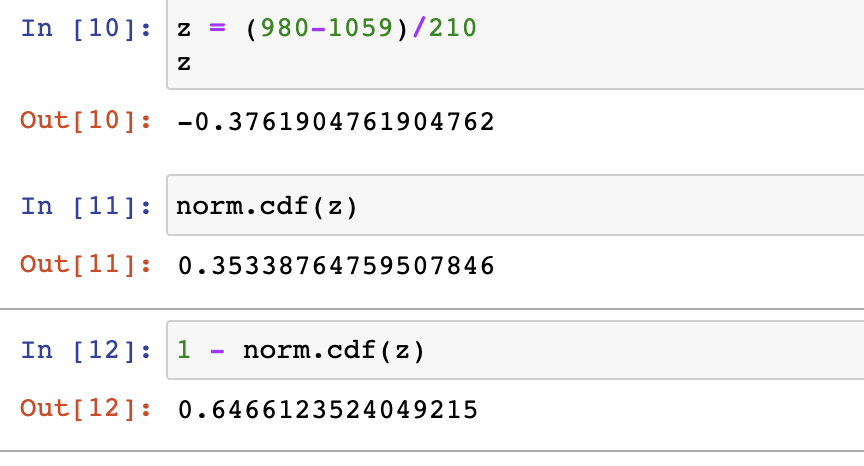 In [10]: z = (980-1059)/210
z
Out[10]: -0.3761904761904762
In [11]: norm.cdf(z)
Out[11]: 0.35338764759507846
In [12]: 1 - norm.cdf(z)
Out[12]: 0.6466123524049215